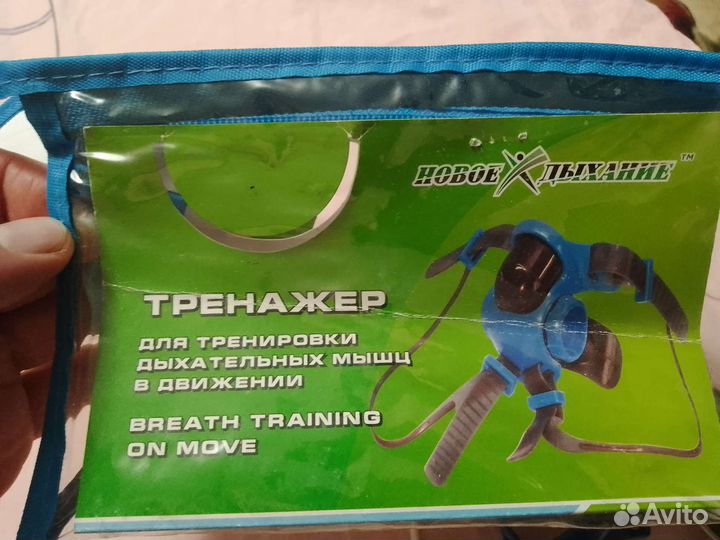 НОВОЕ ДЫХАНИЕ™
ТРЕНАЖЕР
ДЛЯ ТРЕНИРОВКИ
ДЫХАТЕЛЬНЫХ МЫШЦ
В ДВИЖЕНИИ
BREATH TRAINING
ON MOVE
Avito